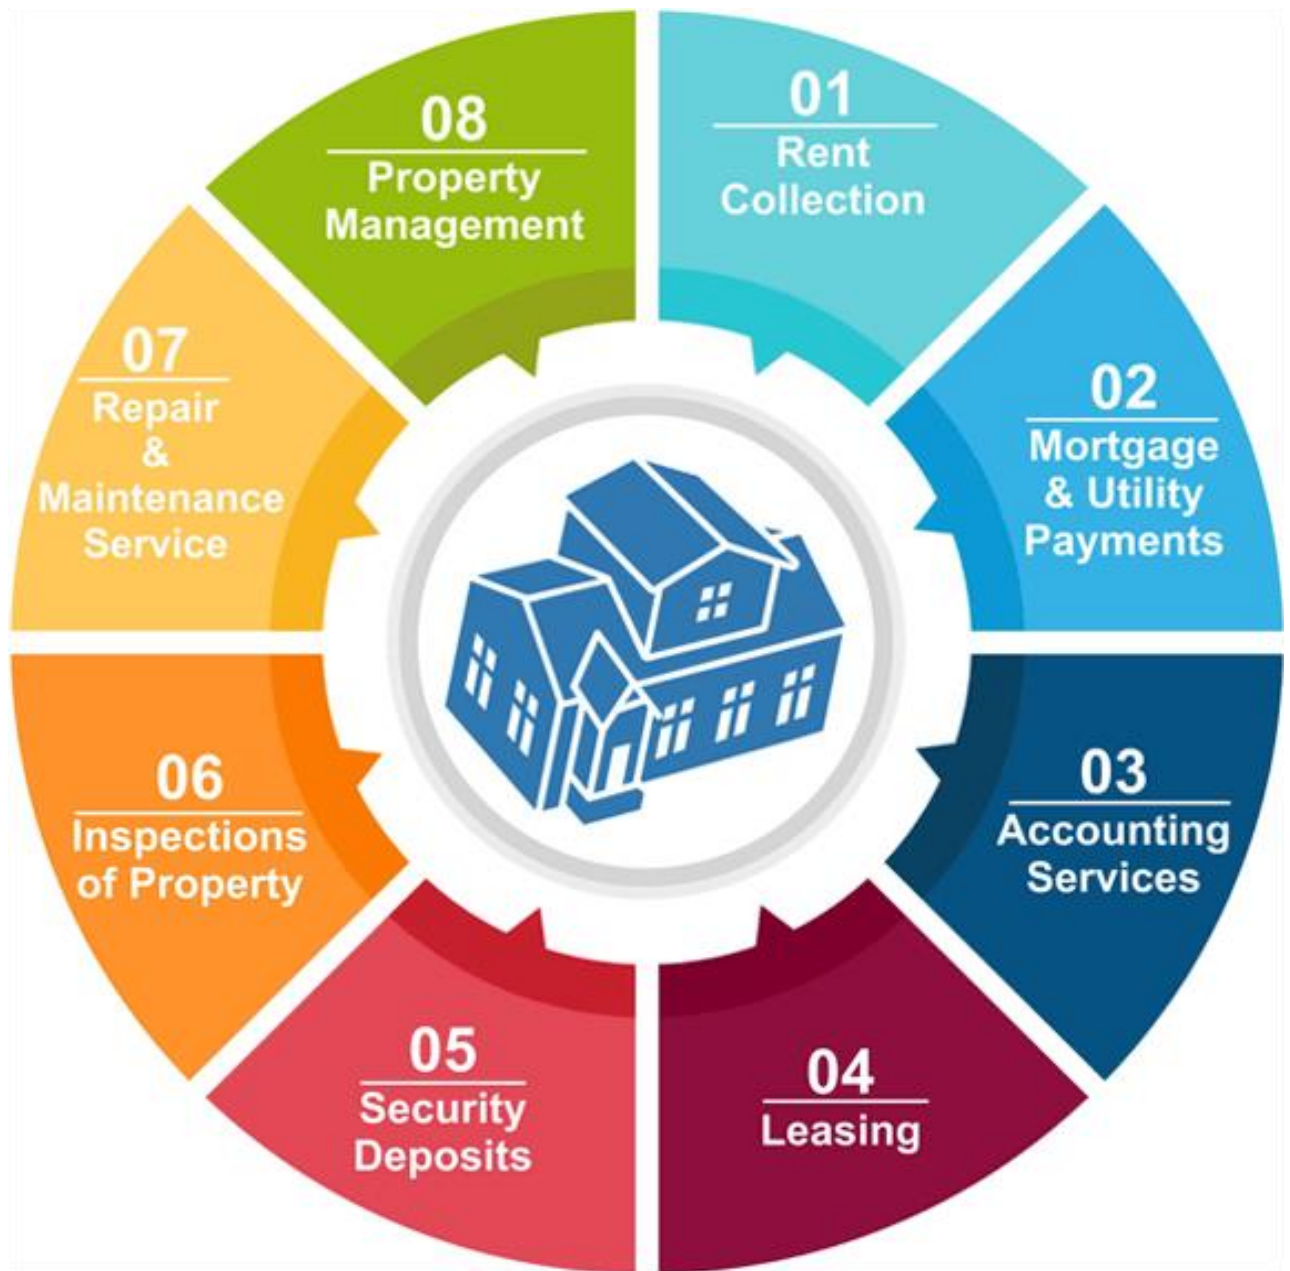 01
Rent
Collection
02
Mortgage
& Utility
Payments
03
Accounting
Services
04
Leasing
05
Security
Deposits
06
Inspections
of Property
07
Repair
&
Maintenance
Service
08
Property
Management